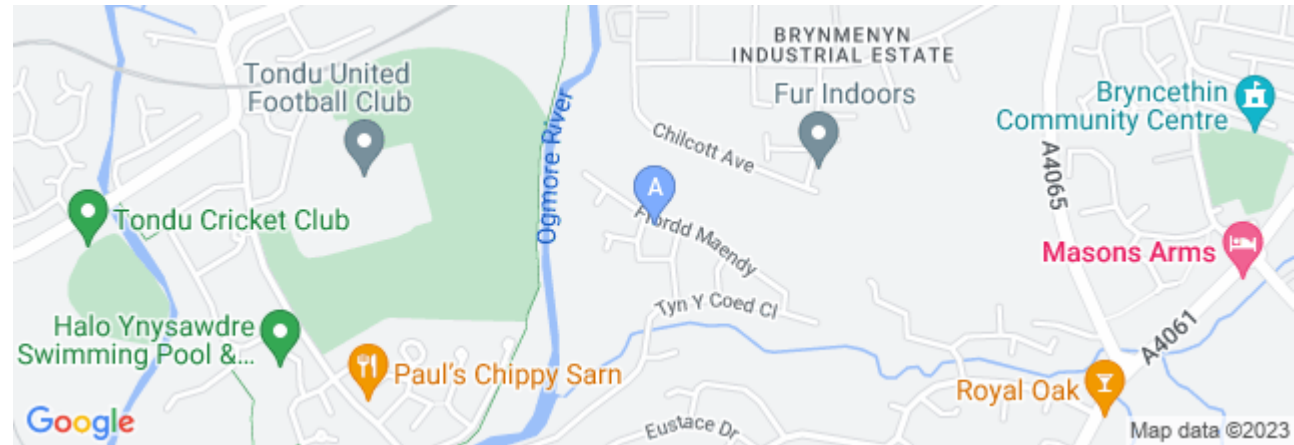 BRYNMENYN
INDUSTRIAL ESTATE
Tondu United
Football Club
Fur Indoors
Bryncethin
Community Centre
Ogmore River
Chilcott Ave
A4065
A
Ffordd Maendy
Tondu Cricket Club
Masons Arms
Tyn Y Coed Cl
Halo Ynysawdre
Swimming Pool &...
A4061
Paul's Chippy Sarn
Royal Oak
Eustace Dr
Google
Map data ©2023